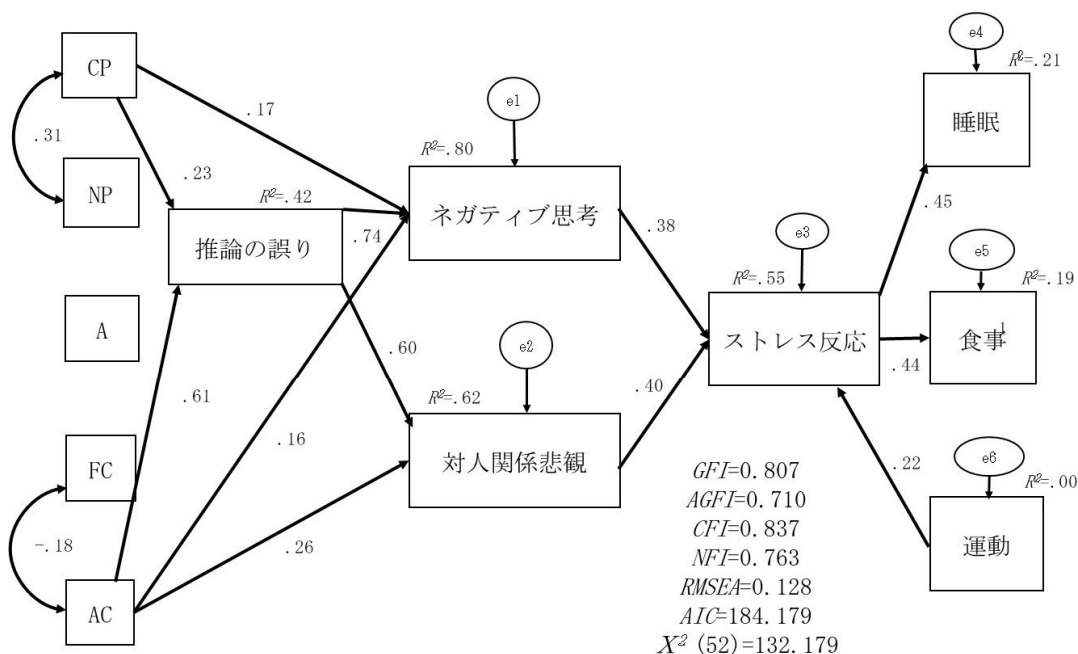 CP
NP
A
FC
AC
.31
-.18
.17
.23
.61
.16
.26
R²=.42
推論の誤り
.74
.60
e1
R²=.80
ネガティブ思考
e2
R²=.62
対人関係悲観
.38
.40
e3
R²=.55
ストレス反応
.45
.44
.22
e4
R²=.21
睡眠
e5
R²=.19
食事1
e6
R²=.00
運動
GFI=0.807
AGFI=0.710
CFI=0.837
NFI=0.763
RMSEA=0.128
AIC=184.179
X² (52)=132.179